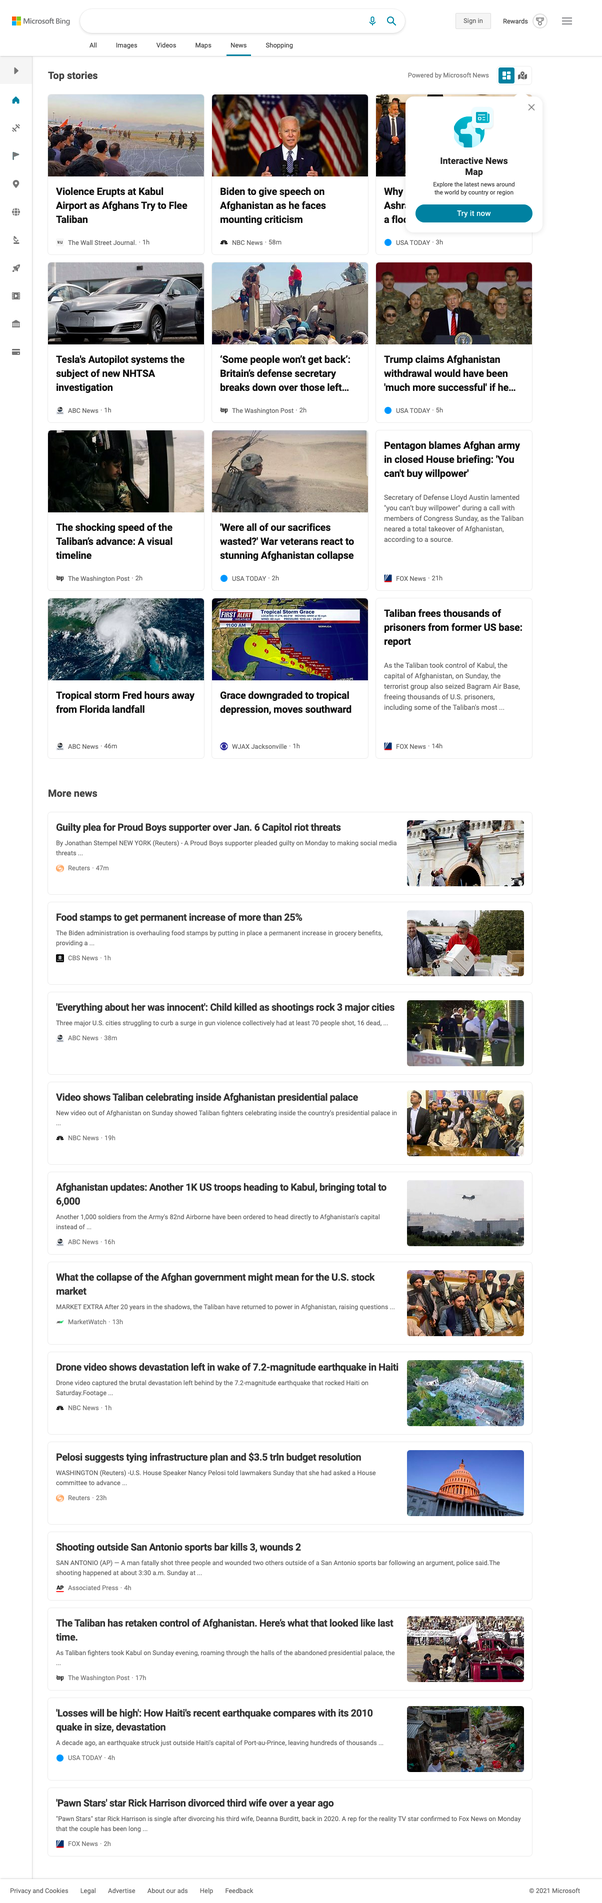 Microsoft Bing
Sign in
Rewards
All
Images
Videos
Maps
News
Shopping
Top stories
Powered by Microsoft News
Violence Erupts at Kabul
Airport as Afghans Try to Flee
Taliban
The Wall Street Journal. · 1h
Biden to give speech on
Afghanistan as he faces
mounting criticism
NBC News · 58m
Why
Ashra
a floo
USA TODAY · 3h
Interactive News
Map
Explore the latest news around
the world by country or region
Try it now
Tesla's Autopilot systems the
subject of new NHTSA
investigation
ABC News · 1h
'Some people won't get back':
Britain's defense secretary
breaks down over those left...
The Washington Post · 2h
Trump claims Afghanistan
withdrawal would have been
'much more successful' if he...
USA TODAY · 5h
The shocking speed of the
Taliban's advance: A visual
timeline
The Washington Post · 2h
'Were all of our sacrifices
wasted?' War veterans react to
stunning Afghanistan collapse
USA TODAY · 2h
Pentagon blames Afghan army
in closed House briefing: 'You
can't buy willpower'
Secretary of Defense Lloyd Austin lamented
"you can't buy willpower" during a call with
members of Congress Sunday, as the Taliban
neared a total takeover of Afghanistan,
according to a source.
FOX News · 21h
Tropical storm Fred hours away
from Florida landfall
ABC News · 46m
FIRST ALERT
Tropical Storm Grace
11:00 AM
Grace downgraded to tropical
depression, moves southward
WJAX Jacksonville · 1h
Taliban frees thousands of
prisoners from former US base:
report
As the Taliban took control of Kabul, the
capital of Afghanistan, on Sunday, the
terrorist group also seized Bagram Air Base,
freeing thousands of U.S. prisoners,
including some of the Taliban's most ...
FOX News · 14h
More news
Guilty plea for Proud Boys supporter over Jan. 6 Capitol riot threats
By Jonathan Stempel NEW YORK (Reuters) - A Proud Boys supporter pleaded guilty on Monday to making social media
threats ...
Reuters · 47m
Food stamps to get permanent increase of more than 25%
The Biden administration is overhauling food stamps by putting in place a permanent increase in grocery benefits,
providing a ...
CBS News · 1h
'Everything about her was innocent': Child killed as shootings rock 3 major cities
Three major U.S. cities struggling to curb a surge in gun violence collectively had at least 70 people shot, 16 dead, ...
ABC News · 38m
7830
Video shows Taliban celebrating inside Afghanistan presidential palace
New video out of Afghanistan on Sunday showed Taliban fighters celebrating inside the country's presidential palace in
...
NBC News · 19h
Afghanistan updates: Another 1K US troops heading to Kabul, bringing total to
6,000
Another 1,000 soldiers from the Army's 82nd Airborne have been ordered to head directly to Afghanistan's capital
instead of ...
ABC News · 16h
What the collapse of the Afghan government might mean for the U.S. stock
market
MARKET EXTRA After 20 years in the shadows, the Taliban have returned to power in Afghanistan, raising questions ...
MarketWatch · 13h
Drone video shows devastation left in wake of 7.2-magnitude earthquake in Haiti
Drone video captured the brutal devastation left behind by the 7.2-magnitude earthquake that rocked Haiti on
Saturday.Footage ...
NBC News · 1h
Pelosi suggests tying infrastructure plan and $3.5 trln budget resolution
WASHINGTON (Reuters) -U.S. House Speaker Nancy Pelosi told lawmakers Sunday that she had asked a House
committee to advance ...
Reuters · 23h
Shooting outside San Antonio sports bar kills 3, wounds 2
SAN ANTONIO (AP) — A man fatally shot three people and wounded two others outside of a San Antonio sports bar following an argument, police said.The
shooting happened at about 3:30 a.m. Sunday at ...
AP Associated Press · 4h
The Taliban has retaken control of Afghanistan. Here's what that looked like last
time.
As Taliban fighters took Kabul on Sunday evening, roaming through the halls of the abandoned presidential palace, the
...
The Washington Post · 17h
'Losses will be high': How Haiti's recent earthquake compares with its 2010
quake in size, devastation
A decade ago, an earthquake struck just outside Haiti's capital of Port-au-Prince, leaving hundreds of thousands ...
USA TODAY · 4h
'Pawn Stars' star Rick Harrison divorced third wife over a year ago
"Pawn Stars" star Rick Harrison is single after divorcing his third wife, Deanna Burditt, back in 2020. A rep for the reality TV star confirmed to Fox News on Monday
that the couple has been long ...
FOX News · 2h
Privacy and Cookies
Legal
Advertise
About our ads
Help
Feedback
© 2021 Microsoft